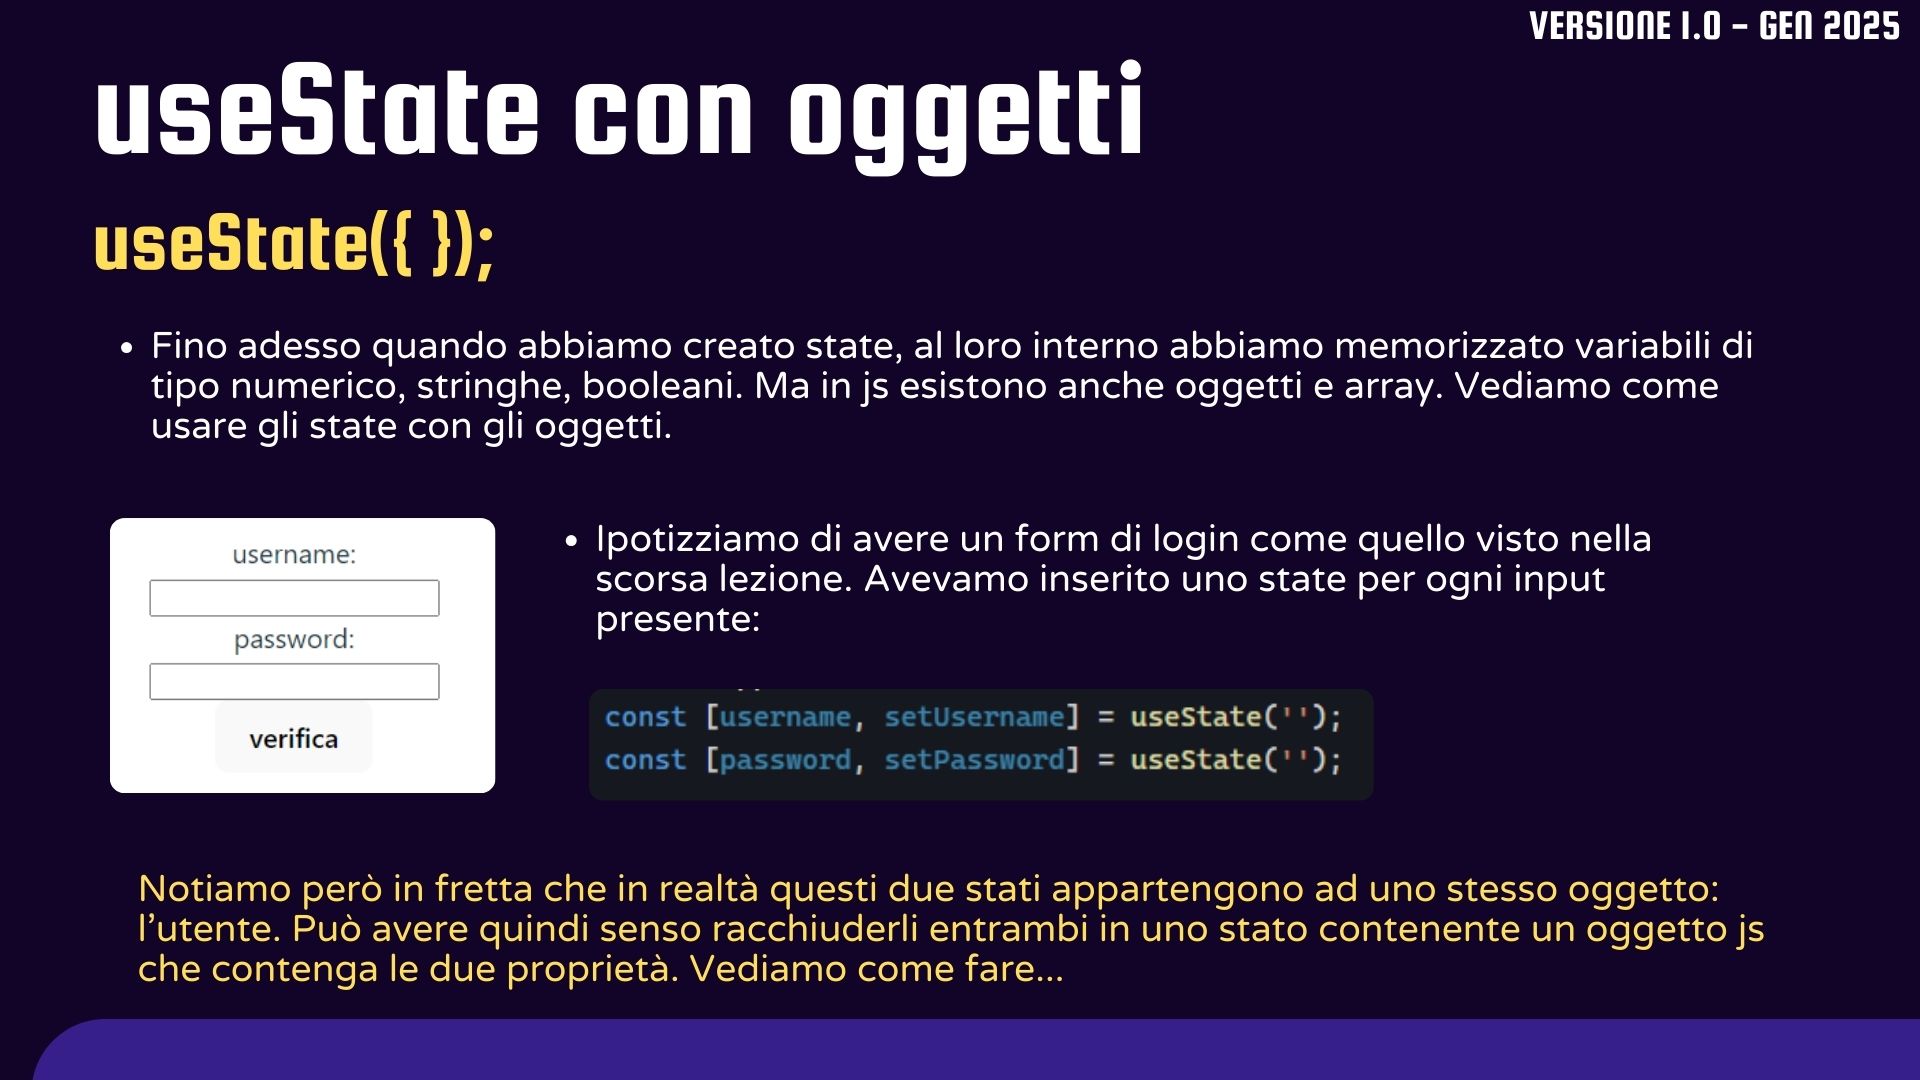 VERSIONE 1.0 - GEN 2025
useState con oggetti
useState({ });
• Fino adesso quando abbiamo creato state, al loro interno abbiamo memorizzato variabili di
tipo numerico, stringhe, booleani. Ma in js esistono anche oggetti e array. Vediamo come
usare gli state con gli oggetti.
username:
password:
verifica
• Ipotizziamo di avere un form di login come quello visto nella
scorsa lezione. Avevamo inserito uno state per ogni input
presente:
const [username, setUsername] = useState('');
const [password, setPassword] = useState('');
Notiamo però in fretta che in realtà questi due stati appartengono ad uno stesso oggetto:
l’utente. Può avere quindi senso racchiuderli entrambi in uno stato contenente un oggetto js
che contenga le due proprietà. Vediamo come fare...